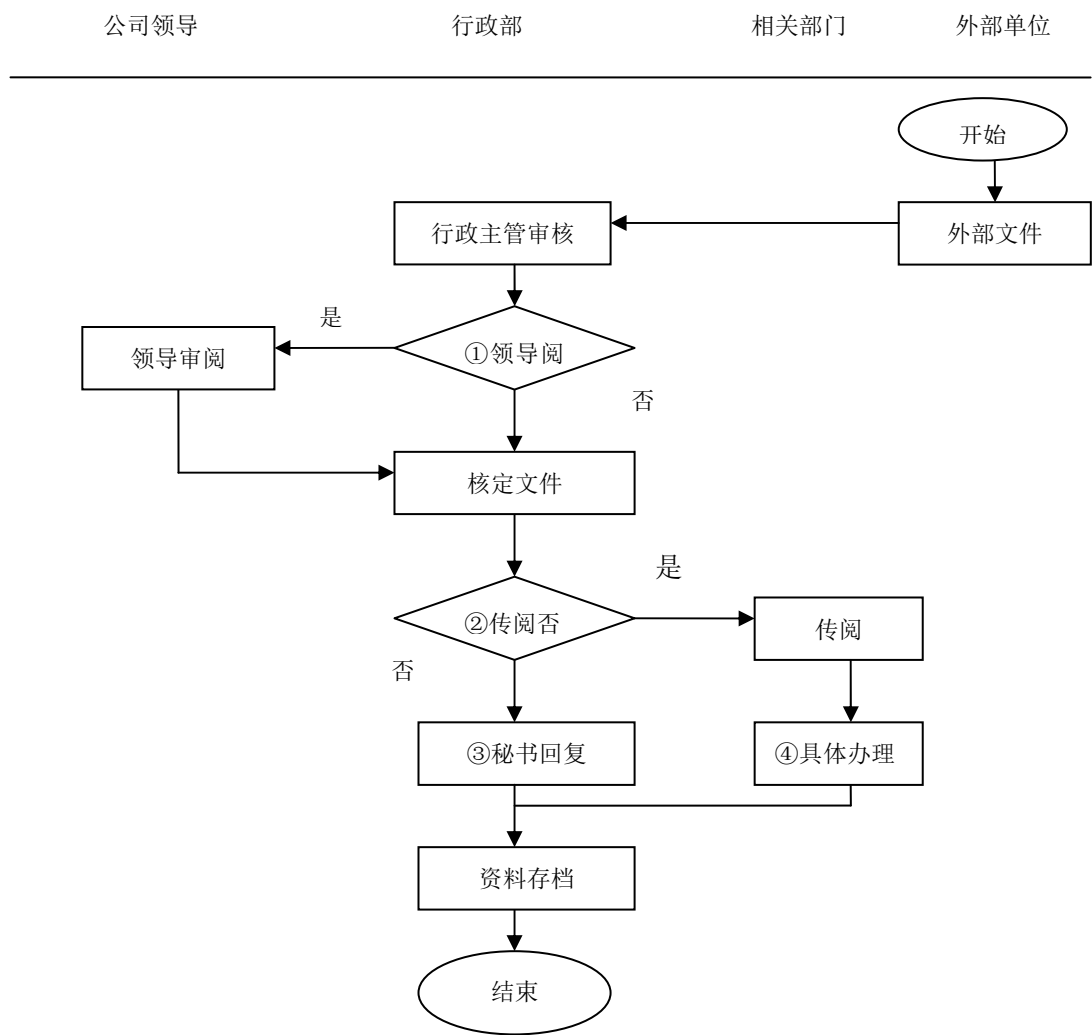 公司领导 行政部 相关部门 外部单位
开始
行政主管审核 外部文件
是
领导审阅 ①领导阅
否
核定文件
是
②传阅否 传阅
否
③秘书回复 ④具体办理
资料存档
结束